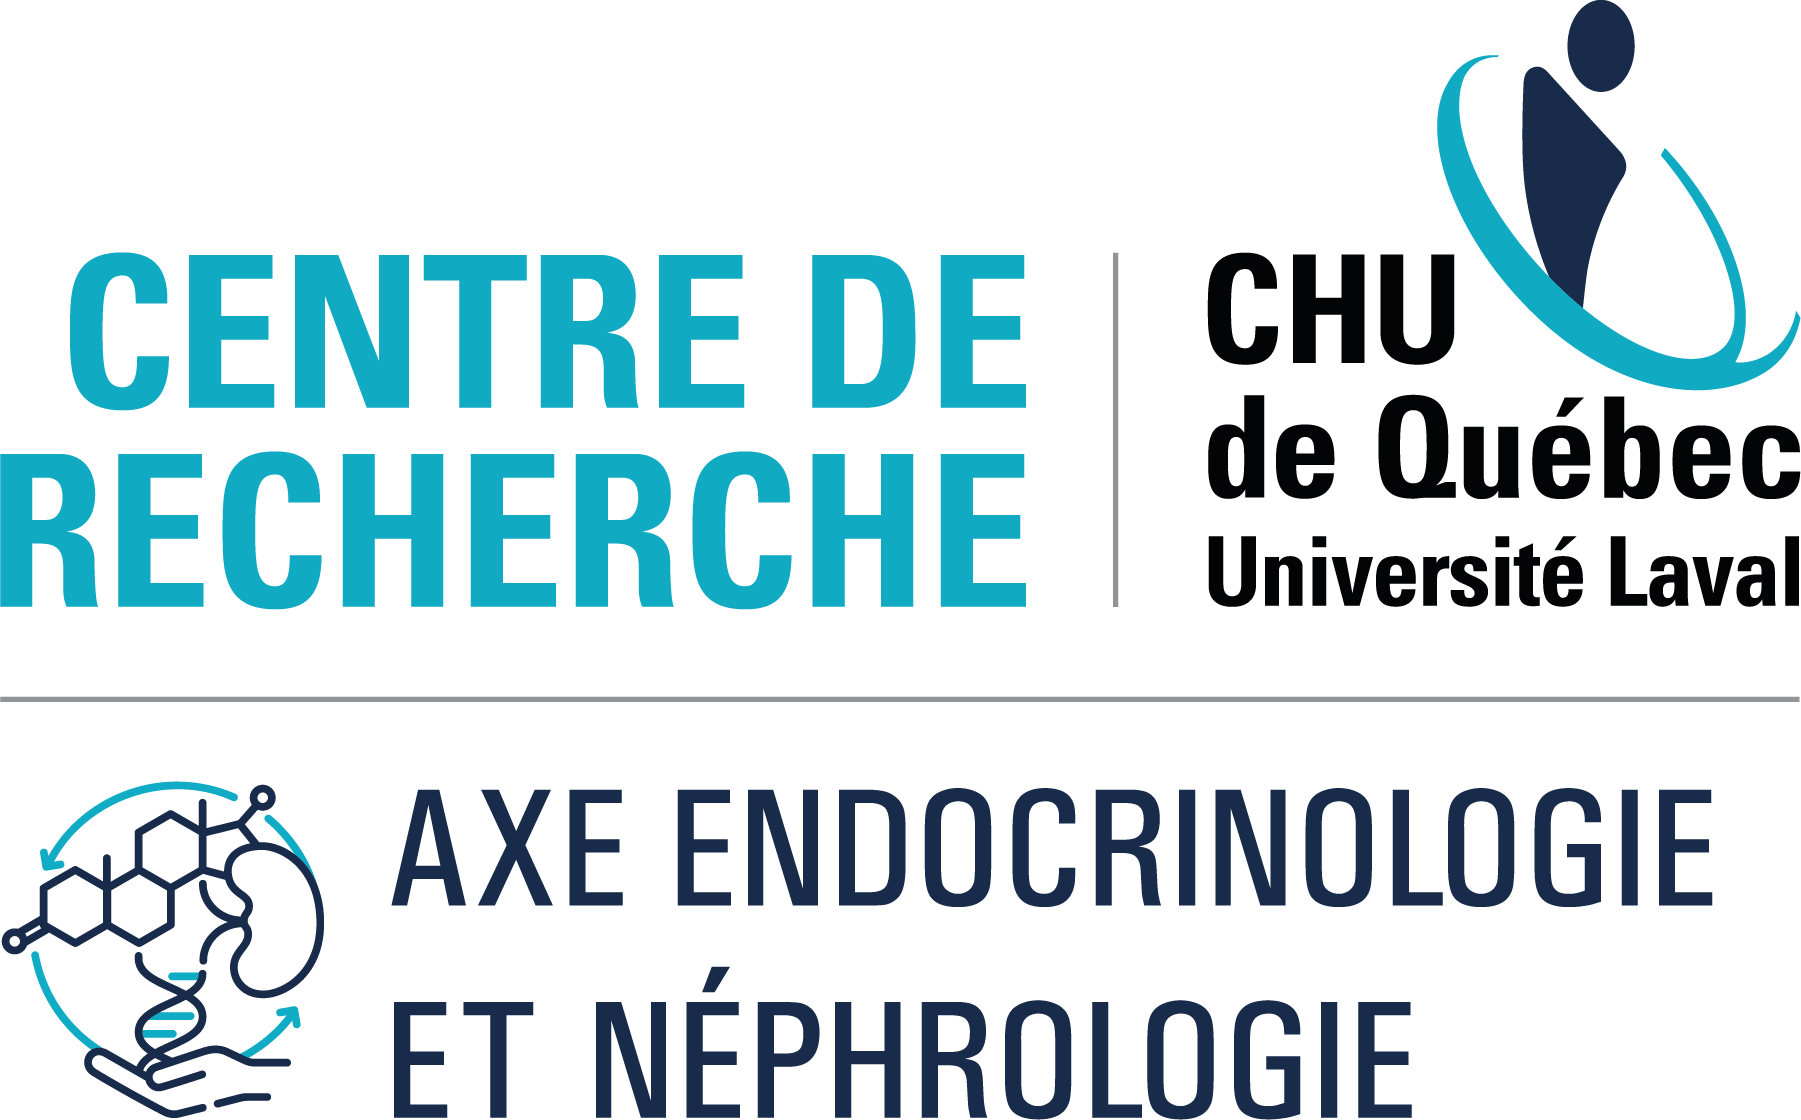 CENTRE DE
RECHERCHE
CHU
de Québec
Université Laval
AXE ENDOCRINOLOGIE
ET NÉPHROLOGIE